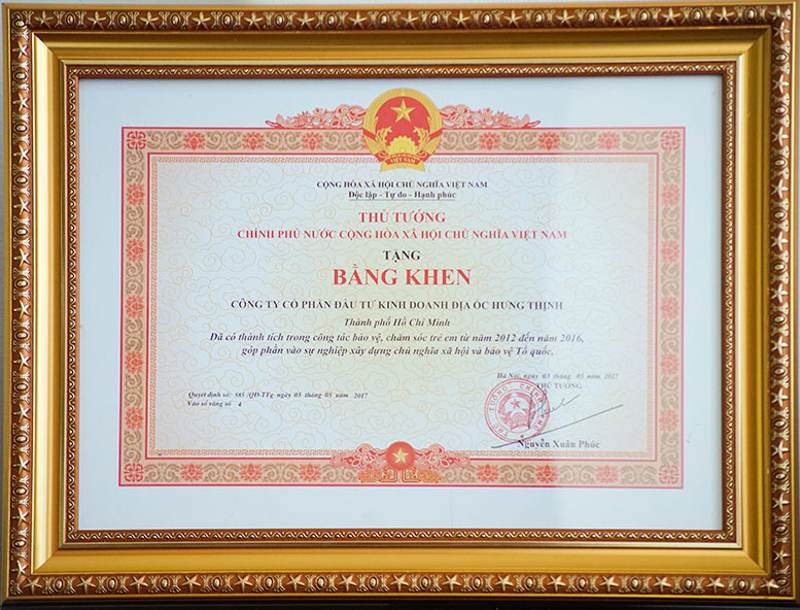 VIỆT NAM
CỘNG HÒA XÃ HỘI CHỦ NGHĨA VIỆT NAM
Độc lập - Tự do - Hạnh phúc
THỦ TƯỚNG
CHÍNH PHỦ NƯỚC CỘNG HÒA XÃ HỘI CHỦ NGHĨA VIỆT NAM
TẶNG
BẰNG KHEN
CÔNG TY CỔ PHẦN ĐẦU TƯ KINH DOANH ĐỊA ỐC HƯNG THỊNH
Thành phố Hồ Chí Minh
Đã có thành tích trong công tác bảo vệ, chăm sóc trẻ em từ năm 2012 đến năm 2016,
góp phần vào sự nghiệp xây dựng chủ nghĩa xã hội và bảo vệ Tổ quốc.
Hà Nội, ngày 03 tháng 05 năm 2017
THỦ TƯỚNG
Quyết định số: 585 /QĐ-TTg ngày 03 tháng 05 năm 2017
Vào sổ vàng số 4
Nguyễn Xuân Phúc